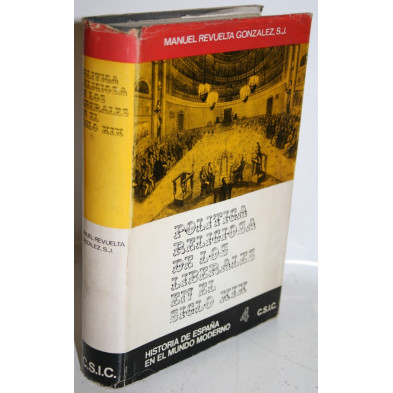 MANUEL REVUELTA GONZALEZ, S.J.
POLITICA
RELIGIOSA
DE LOS
LIBERALES
EN EL
SIGLO XIX
HISTORIA DE ESPAÑA
EN EL MUNDO MODERNO
4
C.S.I.C.
POLITICA
RELIGIOSA
DE LOS
LIBERALES
EN EL
SIGLO XIX
MANUEL REVUELTA
GONZALEZ, S.J.
C.S.I.C.